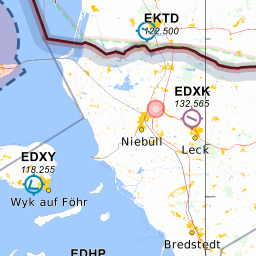 EKTD
122.500
EDXK
132.565
Niebüll
Leck
EDXY
118.255
Wyk auf Föhr
Bredstedt
EDHP